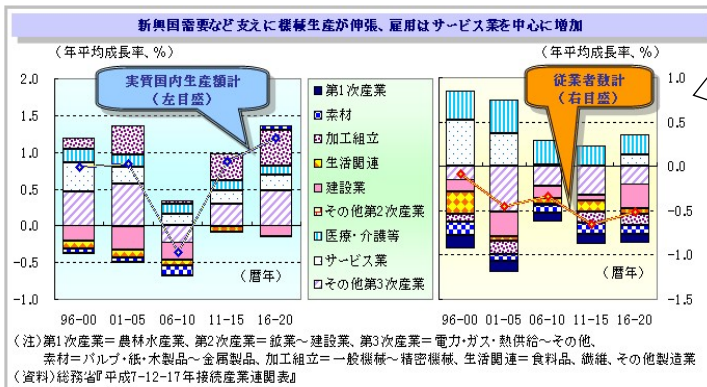 新興国需要など支えに機械生産が伸張、雇用はサービス業を中心に増加
(年平均成長率、%)
(年平均成長率、%)
2.0
1.5
1.0
0.5
0.0
-0.5
-1.0
実質国内生産額計
(左目盛)
(暦年)
96-00 01-05 06-10 11-15 16-20
第1次産業
素材
加工組立
生活関連
建設業
その他第2次産業
医療・介護等
サービス業
その他第3次産業
従業者数計
(右目盛)
1.0
0.5
0.0
-0.5
-1.0
-1.5
(暦年)
96-00 01-05 06-10 11-15 16-20
(注)第1次産業=農林水産業、第2次産業=鉱業~建設業、第3次産業=電力・ガス・熱供給~その他、
素材=パルプ・紙・木製品~金属製品、加工組立=一般機械~精密機械、生活関連=食料品、繊維、その他製造業
(資料)総務省『平成7-12-17年接続産業連関表』